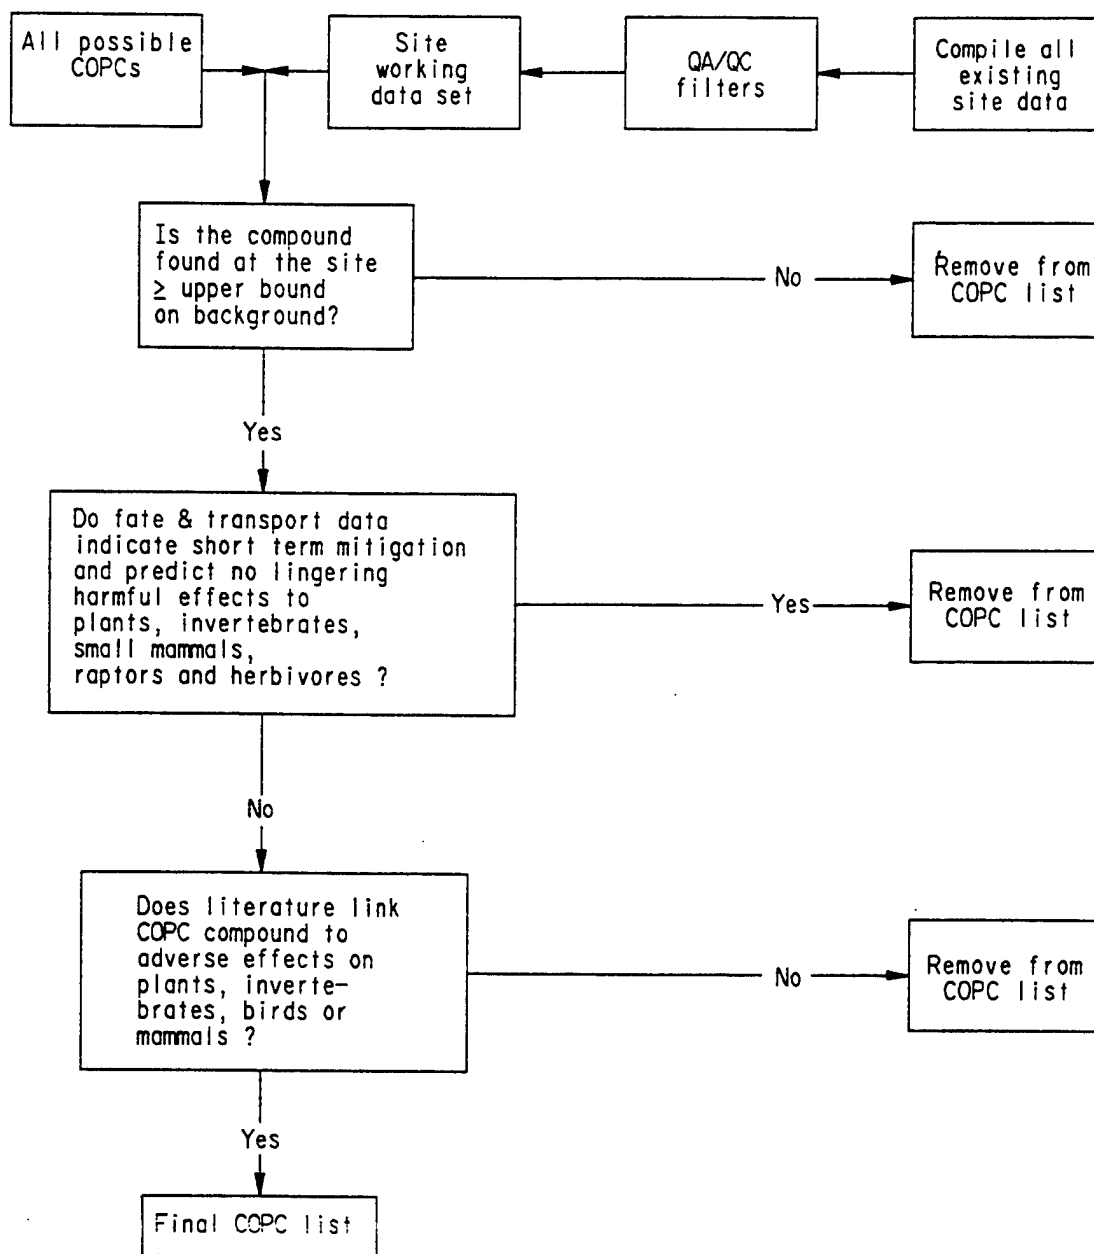 All possible
COPCs
Site
working
data set
QA/QC
filters
Compile all
existing
site data
Is the compound
found at the site
≥ upper bound
on background?
No
Remove from
COPC list
Yes
Do fate & transport data
indicate short term mitigation
and predict no lingering
harmful effects to
plants, invertebrates,
small mammals,
raptors and herbivores ?
Yes
Remove from
COPC list
No
Does literature link
COPC compound to
adverse effects on
plants, inverte-
brates, birds or
mammals ?
No
Remove from
COPC list
Yes
Final COPC list